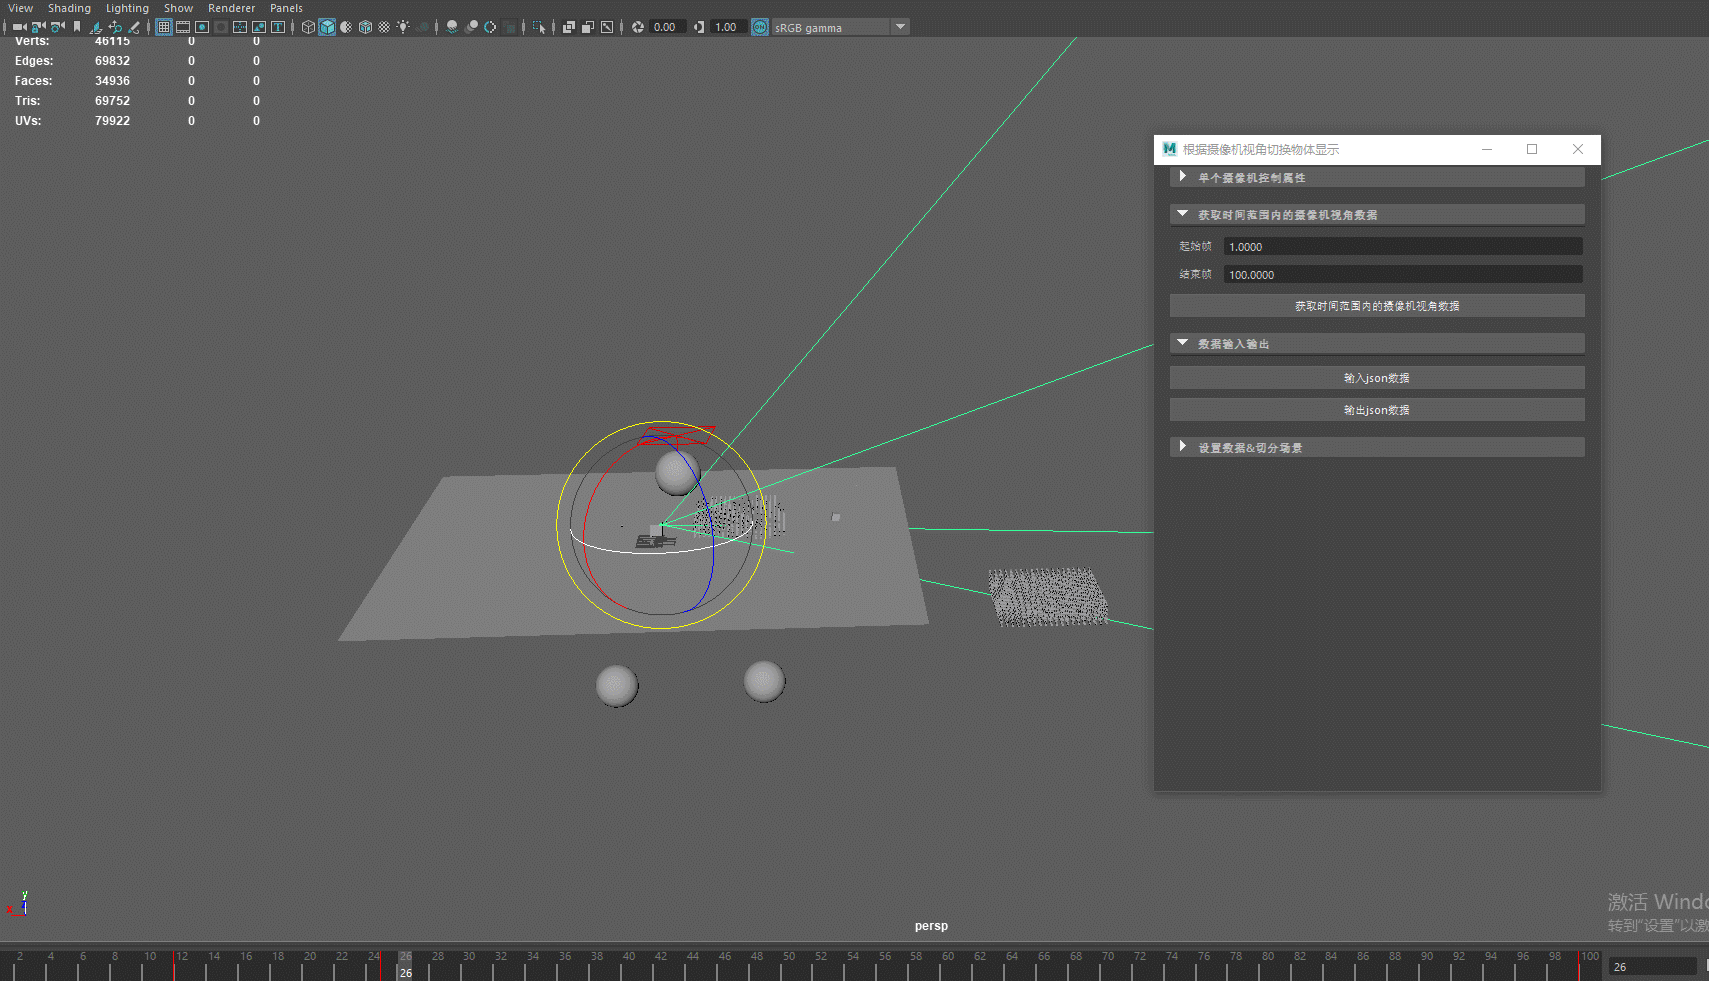 View Shading Lighting Show Renderer Panels
0.00 1.00 sRGB gamma
Verts: 46115 0 0
Edges: 69832 0 0
Faces: 34936 0 0
Tris: 69752 0 0
UVs: 79922 0 0
根据摄像机视角切换物体显示
单个摄像机控制属性
获取时间范围内的摄像机视角数据
起始帧 1.0000
结束帧 100.0000
获取时间范围内的摄像机视角数据
数据输入输出
输入json数据
输出json数据
设置数据&切分场景
y
x
z
persp
激活 Windo
转到"设置"以激
2 4 6 8 10 12 14 16 18 20 22 24 26 28 30 32 34 36 38 40 42 44 46 48 50 52 54 56 58 60 62 64 66 68 70 72 74 76 78 80 82 84 86 88 90 92 94 96 98 100
26
26